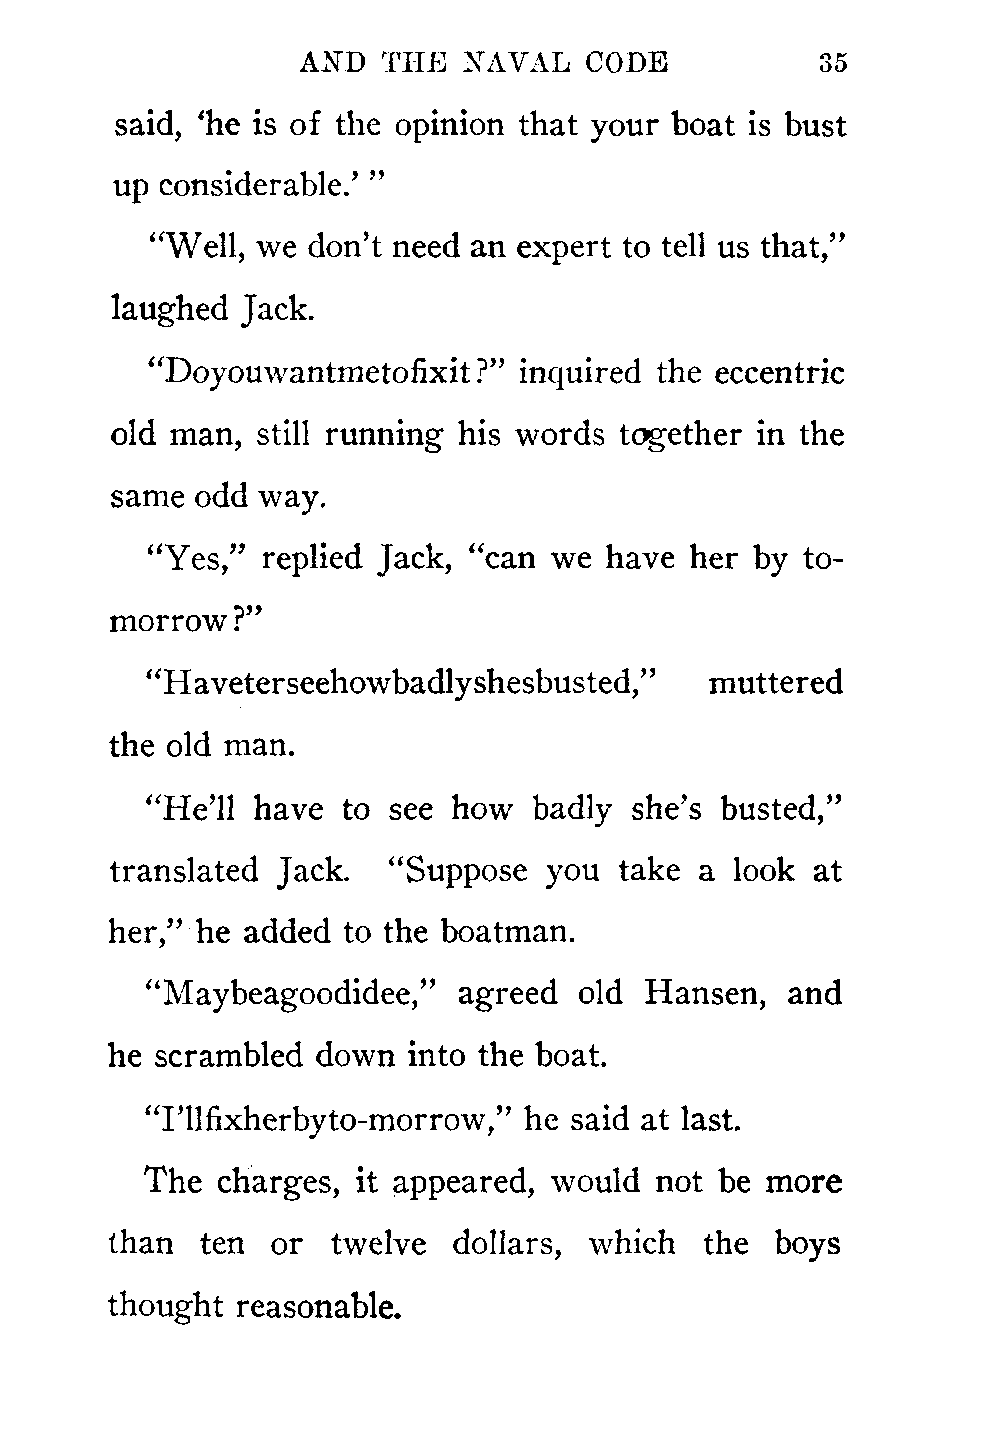 AND THE NAVAL CODE 35
said, ‘he is of the opinion that your boat is bust
up considerable.’ ”
“Well, we don’t need an expert to tell us that,”
laughed Jack.
“Doyouwantmetofixit?” inquired the eccentric
old man, still running his words together in the
same odd way.
“Yes,” replied Jack, “can we have her by to-
morrow?”
“Haveterseehowbadlyshesbusted,” muttered
the old man.
“He’ll have to see how badly she’s busted,”
translated Jack. “Suppose you take a look at
her,” he added to the boatman.
“Maybeagoodidee,” agreed old Hansen, and
he scrambled down into the boat.
“I’llfixherbyto-morrow,” he said at last.
The charges, it appeared, would not be more
than ten or twelve dollars, which the boys
thought reasonable.